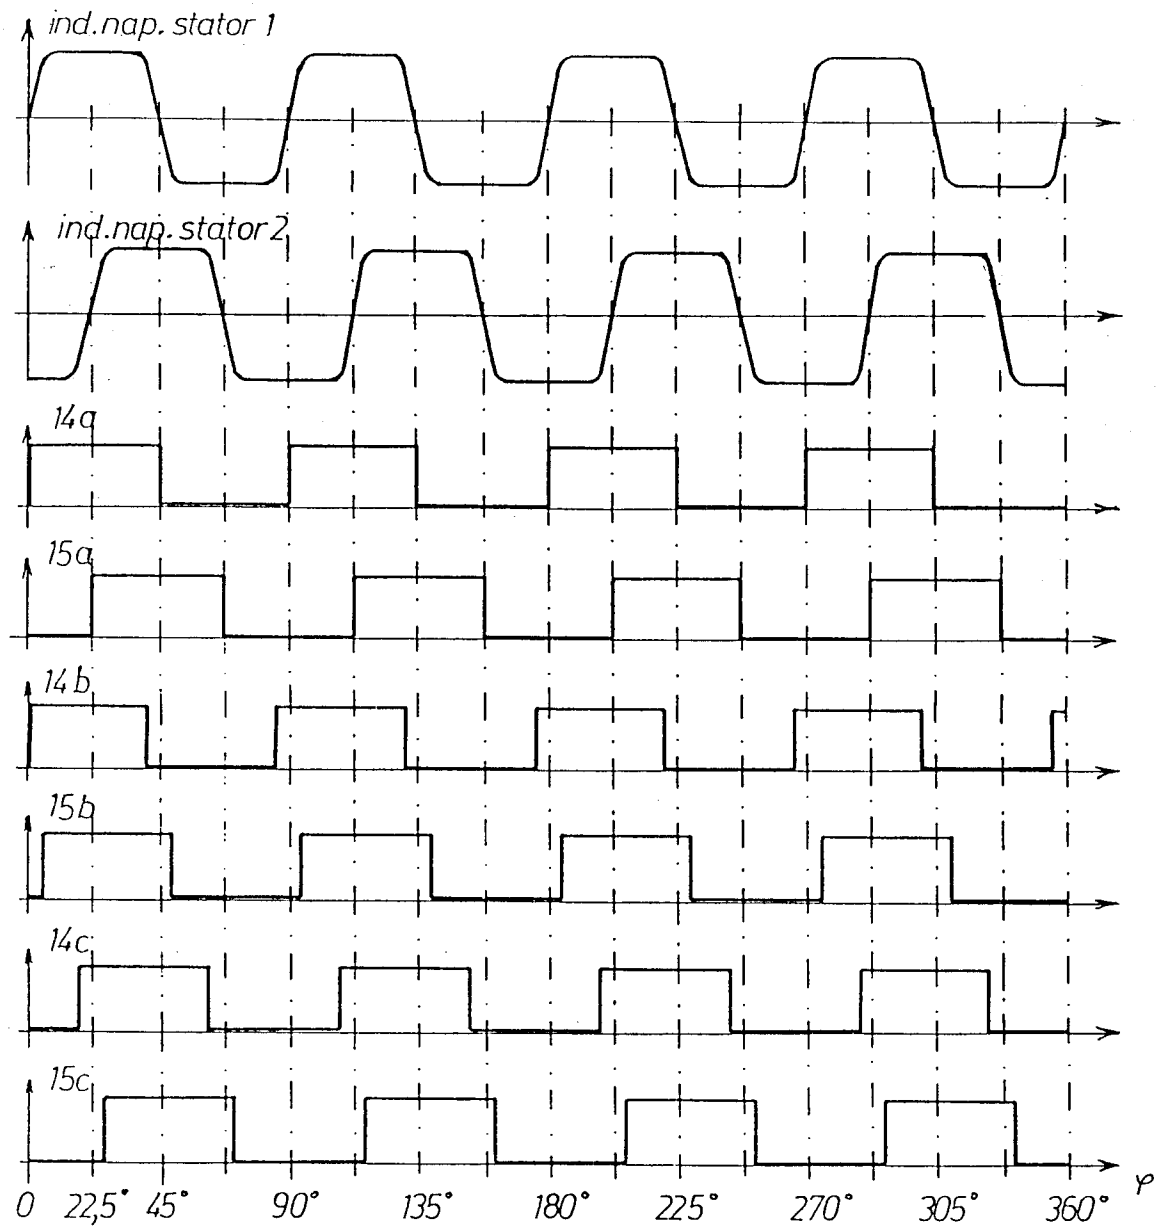 ind.nap. stator 1
ind.nap. stator 2
14a
15a
14b
15b
14c
15c
0 22,5° 45° 90° 135° 180° 225° 270° 305° 360° φ